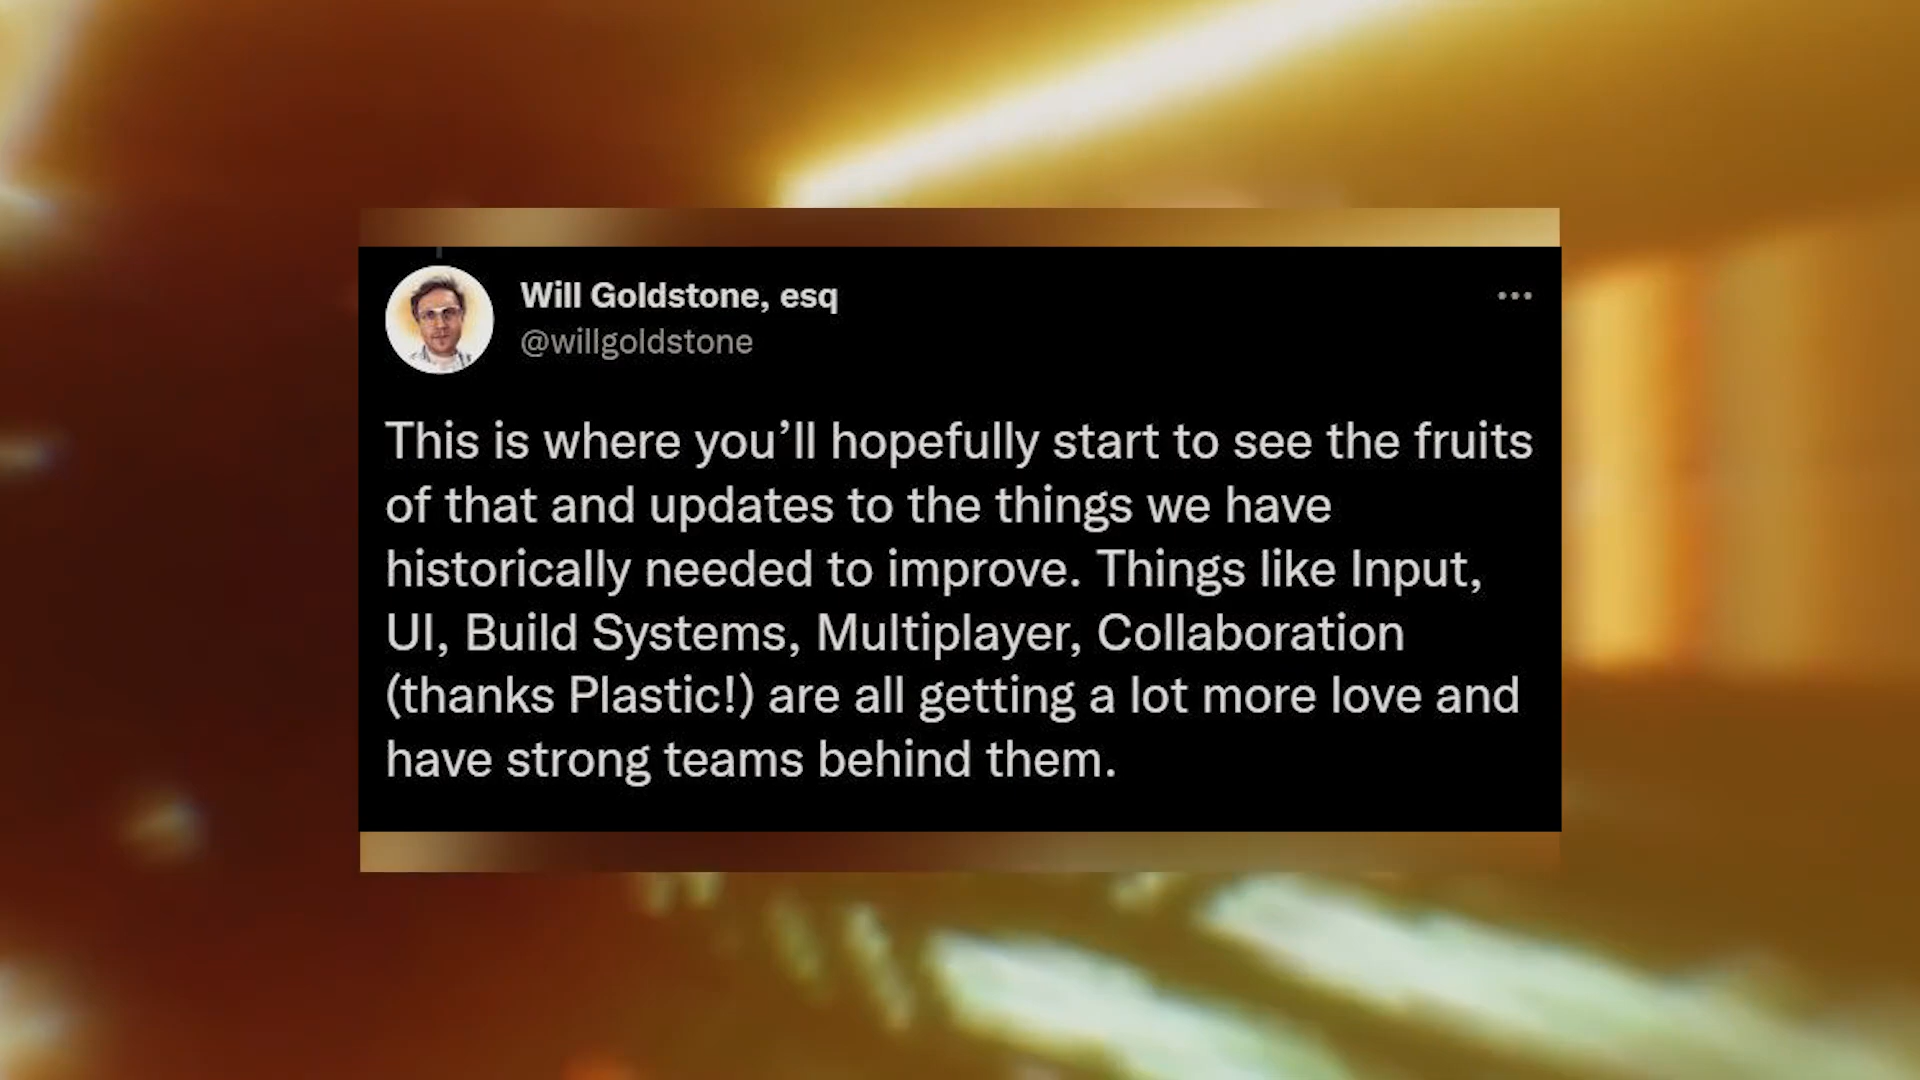 Will Goldstone, esq
@willgoldstone
This is where you’ll hopefully start to see the fruits
of that and updates to the things we have
historically needed to improve. Things like Input,
UI, Build Systems, Multiplayer, Collaboration
(thanks Plastic!) are all getting a lot more love and
have strong teams behind them.